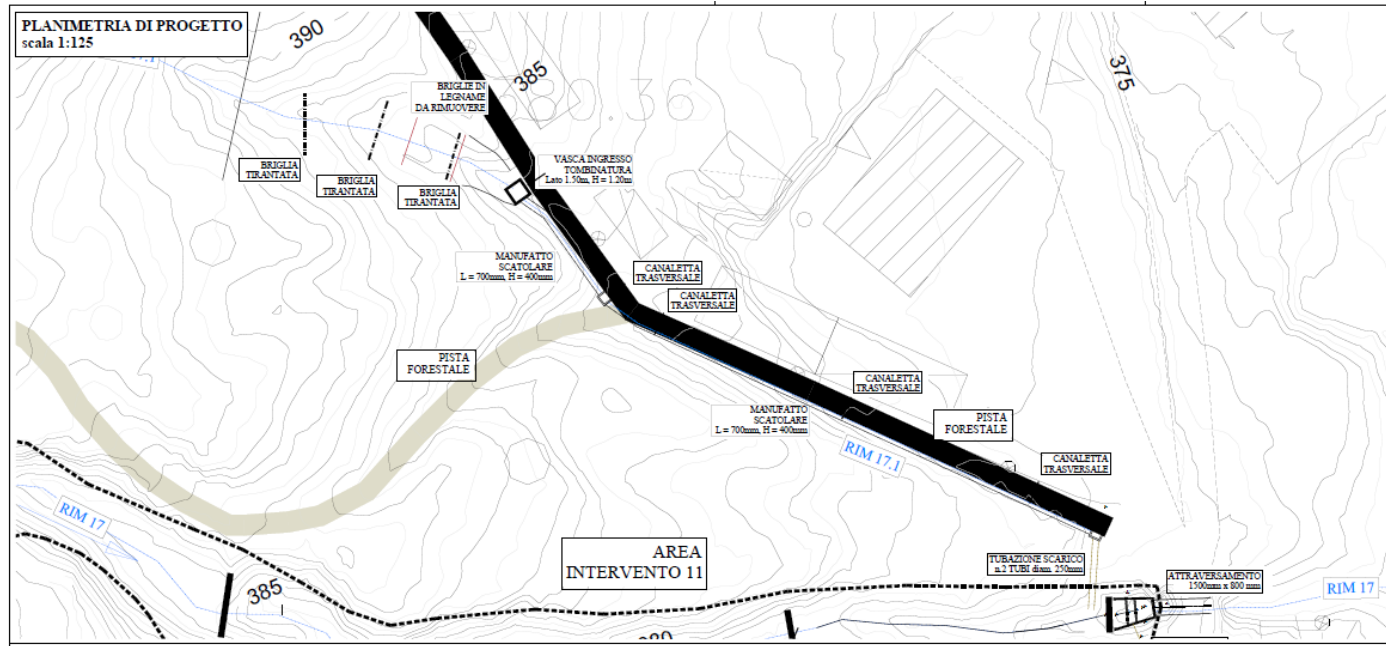 PLANIMETRIA DI PROGETTO
scala 1:125
390
385
375
BRIGLIE IN
LEGNAME
DA RIMUOVERE
BRIGLIA
TIRANTATA
BRIGLIA
TIRANTATA
BRIGLIA
TIRANTATA
VASCA INGRESSO
TOMBINATURA
Lato 1.50m, H = 1.20m
MANUFATTO
SCATOLARE
L = 700mm, H = 400mm
CANALETTA
TRASVERSALE
CANALETTA
TRASVERSALE
PISTA
FORESTALE
CANALETTA
TRASVERSALE
MANUFATTO
SCATOLARE
L = 700mm, H = 400mm
PISTA
FORESTALE
RIM 17.1
CANALETTA
TRASVERSALE
RIM 17
AREA
INTERVENTO 11
TUBAZIONE SCARICO
n.2 TUBI diam. 250mm
ATTRAVERSAMENTO
1500mm x 800 mm
RIM 17
385